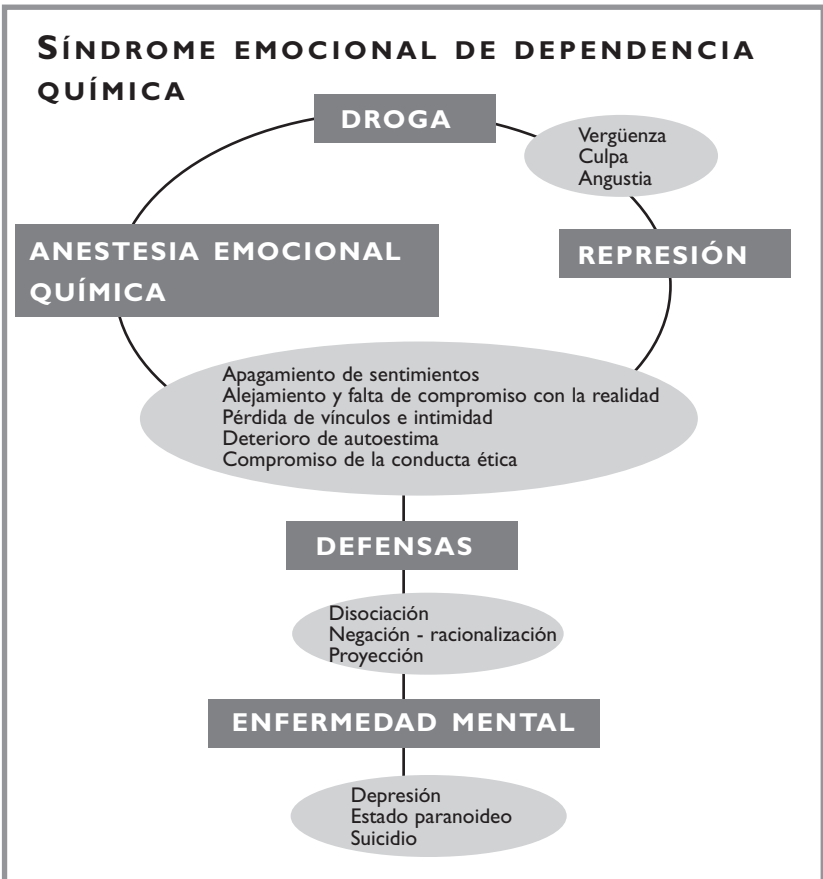 SÍNDROME EMOCIONAL DE DEPENDENCIA
QUÍMICA
DROGA
Vergüenza
Culpa
Angustia
ANESTESIA EMOCIONAL
QUÍMICA
REPRESIÓN
Apagamiento de sentimientos
Alejamiento y falta de compromiso con la realidad
Pérdida de vínculos e intimidad
Deterioro de autoestima
Compromiso de la conducta ética
DEFENSAS
Disociación
Negación - racionalización
Proyección
ENFERMEDAD MENTAL
Depresión
Estado paranoideo
Suicidio